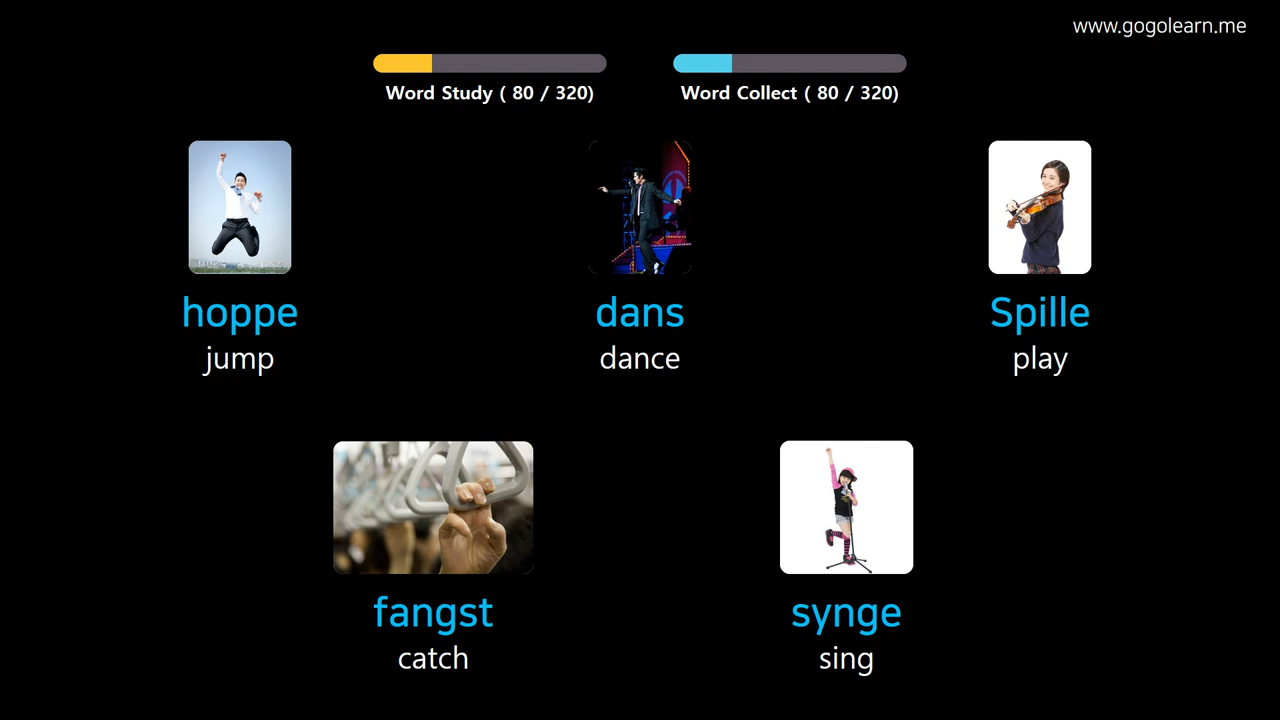 www.gogolearn.me
Word Study ( 80 / 320)
Word Collect ( 80 / 320)
hoppe
jump
dans
dance
Spille
play
fangst
catch
synge
sing